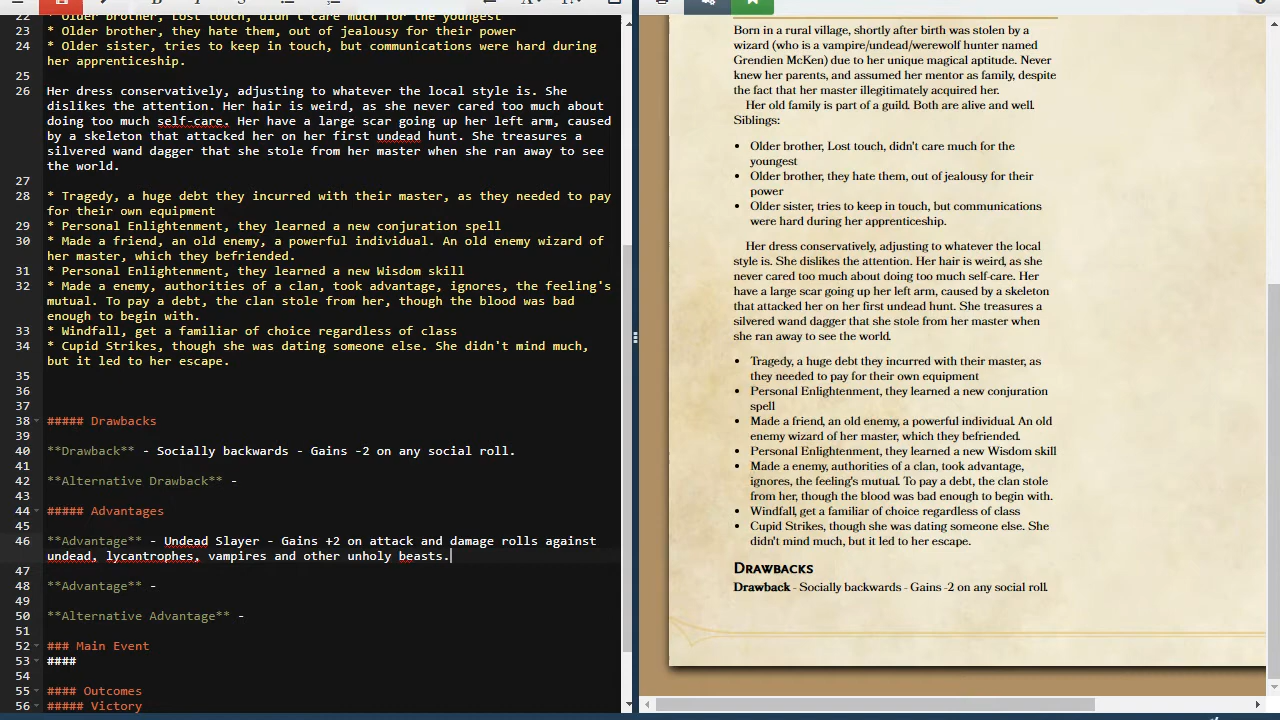 22 * Older brother, Lost touch, didn't care much for the youngest
23 * Older brother, they hate them, out of jealousy for their power
24 * Older sister, tries to keep in touch, but communications were hard during
her apprenticeship.
25
26 Her dress conservatively, adjusting to whatever the local style is. She
dislikes the attention. Her hair is weird, as she never cared too much about
doing too much self-care. Her have a large scar going up her left arm, caused
by a skeleton that attacked her on her first undead hunt. She treasures a
silvered wand dagger that she stole from her master when she ran away to see
the world.
27
28 * Tragedy, a huge debt they incurred with their master, as they needed to pay
for their own equipment
29 * Personal Enlightenment, they learned a new conjuration spell
30 * Made a friend, an old enemy, a powerful individual. An old enemy wizard of
her master, which they befriended.
31 * Personal Enlightenment, they learned a new Wisdom skill
32 * Made a enemy, authorities of a clan, took advantage, ignores, the feeling's
mutual. To pay a debt, the clan stole from her, though the blood was bad
enough to begin with.
33 * Windfall, get a familiar of choice regardless of class
34 * Cupid Strikes, though she was dating someone else. She didn't mind much,
but it led to her escape.
35
36
37
38 ##### Drawbacks
39
40 **Drawback** - Socially backwards - Gains -2 on any social roll.
41
42 **Alternative Drawback** -
43
44 ##### Advantages
45
46 **Advantage** - Undead Slayer - Gains +2 on attack and damage rolls against
undead, lycantrophes, vampires and other unholy beasts.
47
48 **Advantage** -
49
50 **Alternative Advantage** -
51
52 ### Main Event
53 ####
54
55 #### Outcomes
56 ##### Victory
Born in a rural village, shortly after birth was stolen by a
wizard (who is a vampire/undead/werewolf hunter named
Grendien McKen) due to her unique magical aptitude. Never
knew her parents, and assumed her mentor as family, despite
the fact that her master illegitimately acquired her.
Her old family is part of a guild. Both are alive and well.
Siblings:
• Older brother, Lost touch, didn't care much for the
youngest
• Older brother, they hate them, out of jealousy for their
power
• Older sister, tries to keep in touch, but communications
were hard during her apprenticeship.
Her dress conservatively, adjusting to whatever the local
style is. She dislikes the attention. Her hair is weird, as she
never cared too much about doing too much self-care. Her
have a large scar going up her left arm, caused by a skeleton
that attacked her on her first undead hunt. She treasures a
silvered wand dagger that she stole from her master when
she ran away to see the world.
• Tragedy, a huge debt they incurred with their master, as
they needed to pay for their own equipment
• Personal Enlightenment, they learned a new conjuration
spell
• Made a friend, an old enemy, a powerful individual. An old
enemy wizard of her master, which they befriended.
• Personal Enlightenment, they learned a new Wisdom skill
• Made a enemy, authorities of a clan, took advantage,
ignores, the feeling's mutual. To pay a debt, the clan stole
from her, though the blood was bad enough to begin with.
• Windfall, get a familiar of choice regardless of class
• Cupid Strikes, though she was dating someone else. She
didn't mind much, but it led to her escape.
Drawbacks
Drawback - Socially backwards - Gains -2 on any social roll.